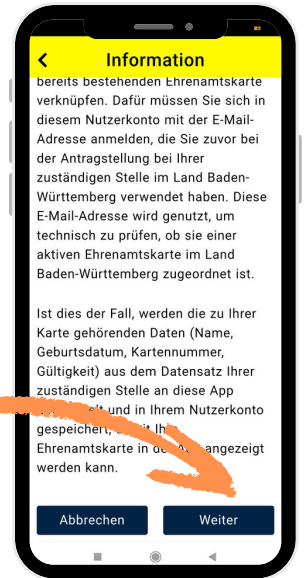 Information
bereits bestehenden Ehrenamtskarte
verknüpfen. Dafür müssen Sie sich in
diesem Nutzerkonto mit der E-Mail-
Adresse anmelden, die Sie zuvor bei
der Antragstellung bei Ihrer
zuständigen Stelle im Land Baden-
Württemberg verwendet haben. Diese
E-Mail-Adresse wird genutzt, um
technisch zu prüfen, ob sie einer
aktiven Ehrenamtskarte im Land
Baden-Württemberg zugeordnet ist.
Ist dies der Fall, werden die zu Ihrer
Karte gehörenden Daten (Name,
Geburtsdatum, Kartennummer,
Gültigkeit) aus dem Datensatz Ihrer
zuständigen Stelle an diese App
und in Ihrem Nutzerkonto
gespeichert,
Ehrenamtskarte in angezeigt
werden kann.
Abbrechen Weiter